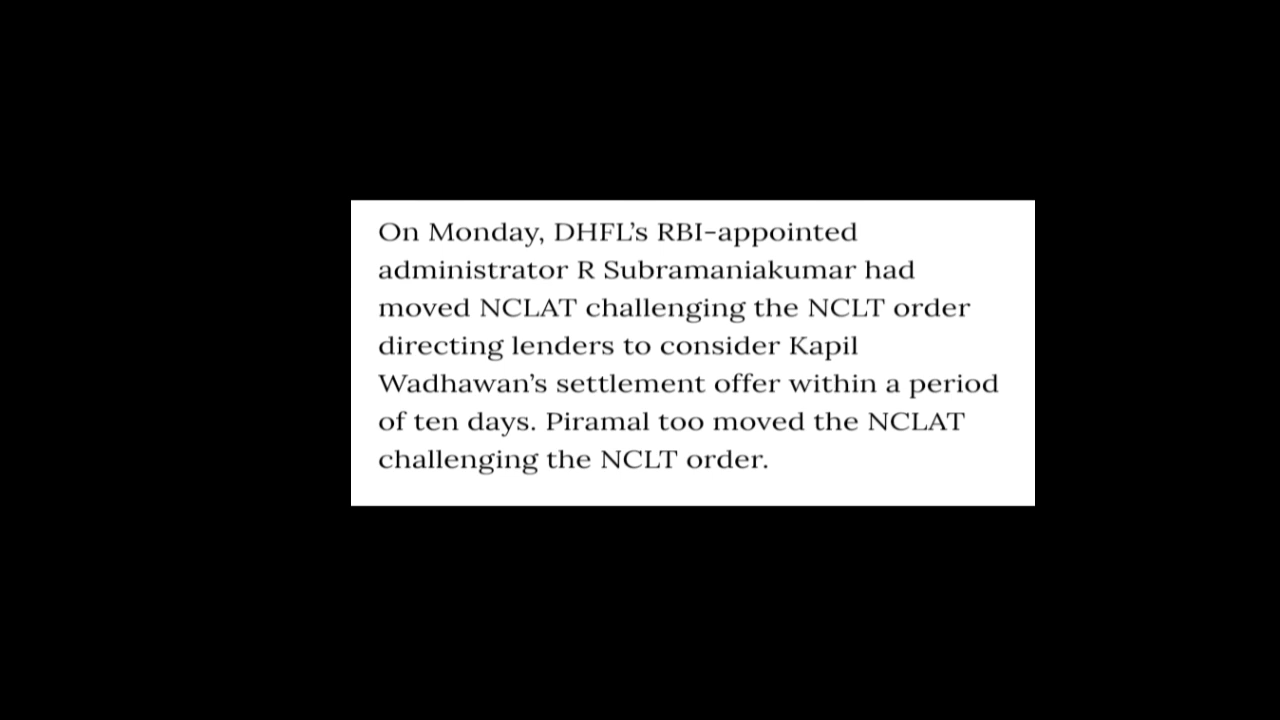 On Monday, DHFL’s RBI-appointed
administrator R Subramaniakumar had
moved NCLAT challenging the NCLT order
directing lenders to consider Kapil
Wadhawan’s settlement offer within a period
of ten days. Piramal too moved the NCLAT
challenging the NCLT order.